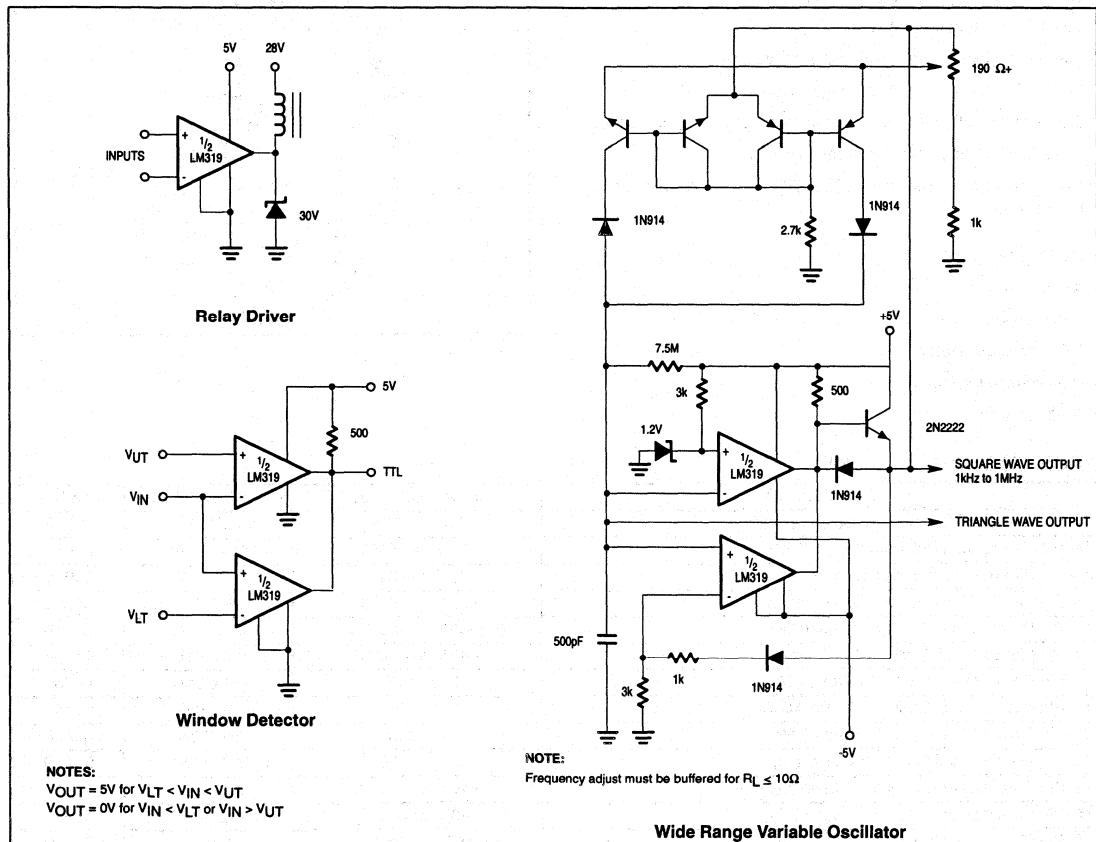 5V
28V
INPUTS
+
-
1/2
LM319
30V
Relay Driver
5V
500
VUT
+
VIN
-
1/2
LM319
TTL
+
1/2
LM319
VLT
-
Window Detector
NOTES:
VOUT = 5V for VLT < VIN < VUT
VOUT = 0V for VIN < VLT or VIN > VUT
190 Ω+
1N914
2.7k
1N914
1k
+5V
7.5M
3k
500
1.2V
+
1/2
LM319
-
2N2222
1N914
SQUARE WAVE OUTPUT
1kHz to 1MHz
TRIANGLE WAVE OUTPUT
+
1/2
LM319
-
500pF
1k
1N914
3k
-5V
NOTE:
Frequency adjust must be buffered for RL ≤ 10Ω
Wide Range Variable Oscillator